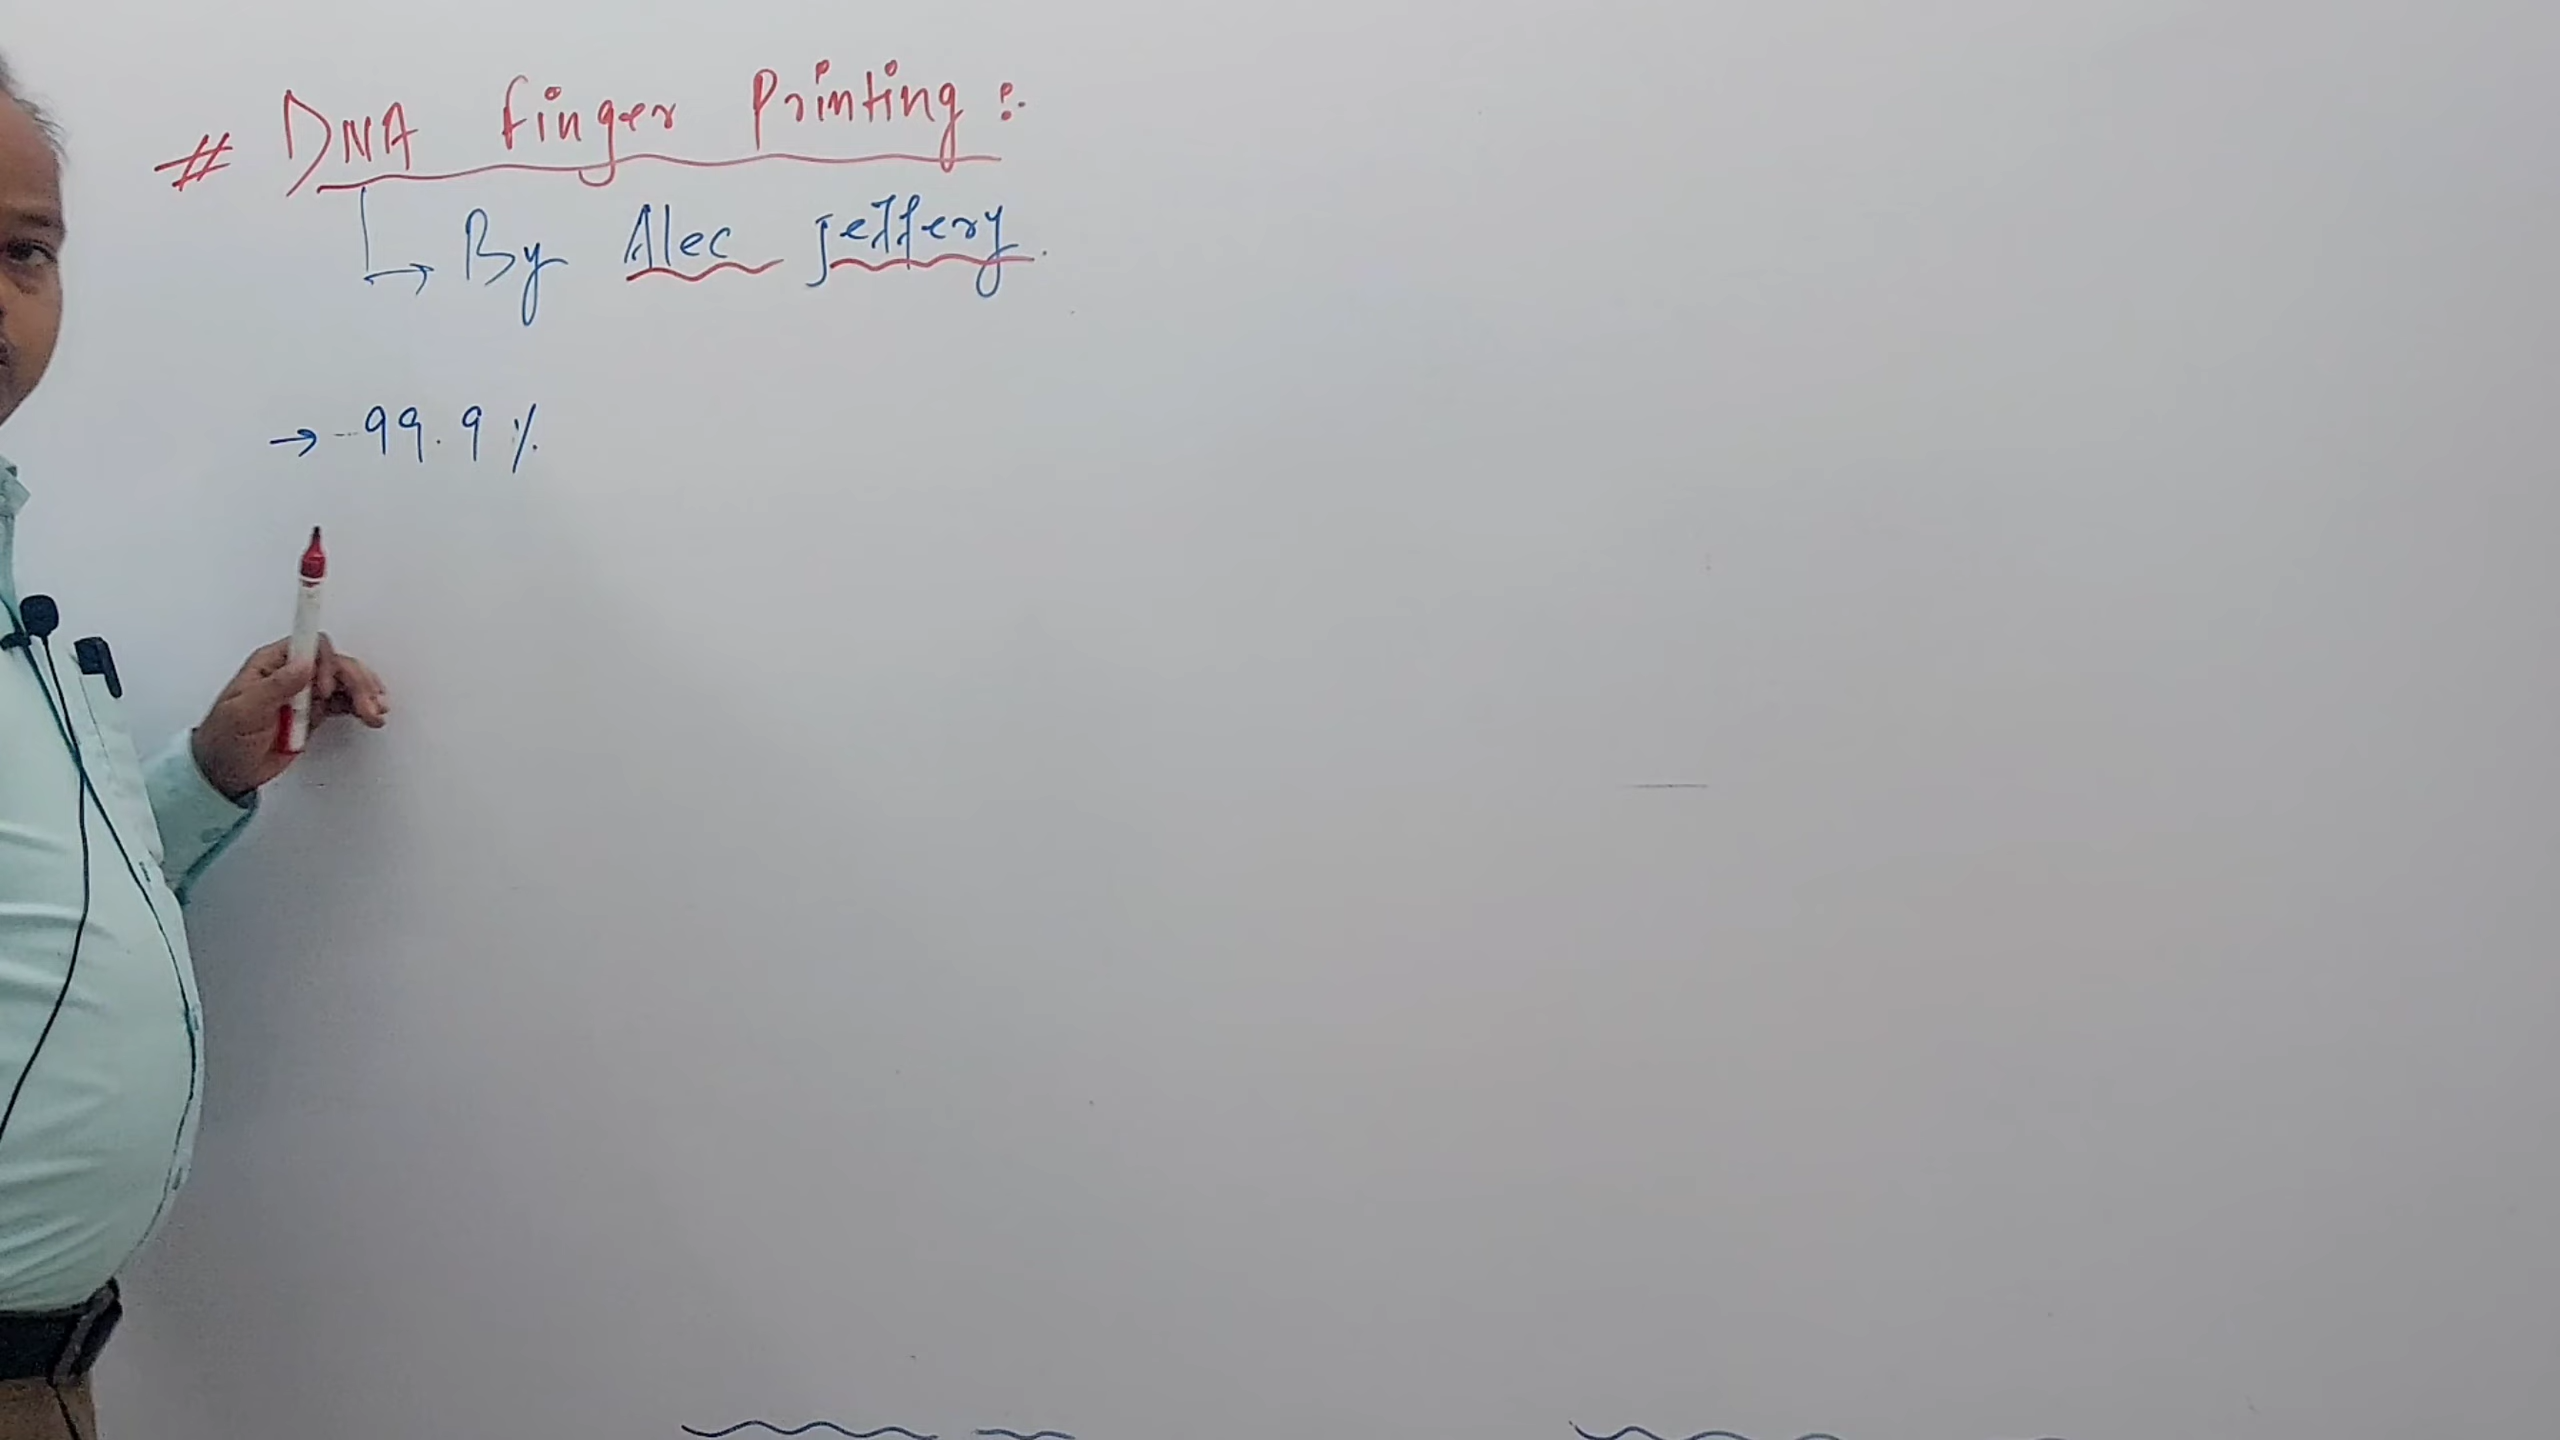 # DNA finger Printing :-
↳ By Alec jeffery.
→ 99.9 %